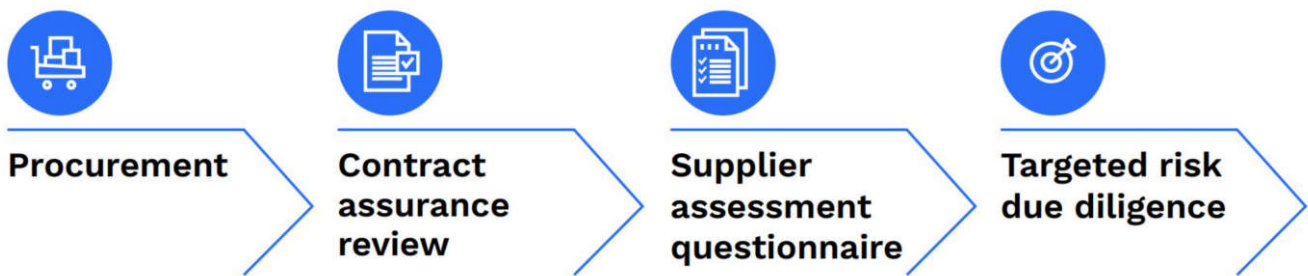 Procurement
Contract
assurance
review
Supplier
assessment
questionnaire
Targeted risk
due diligence